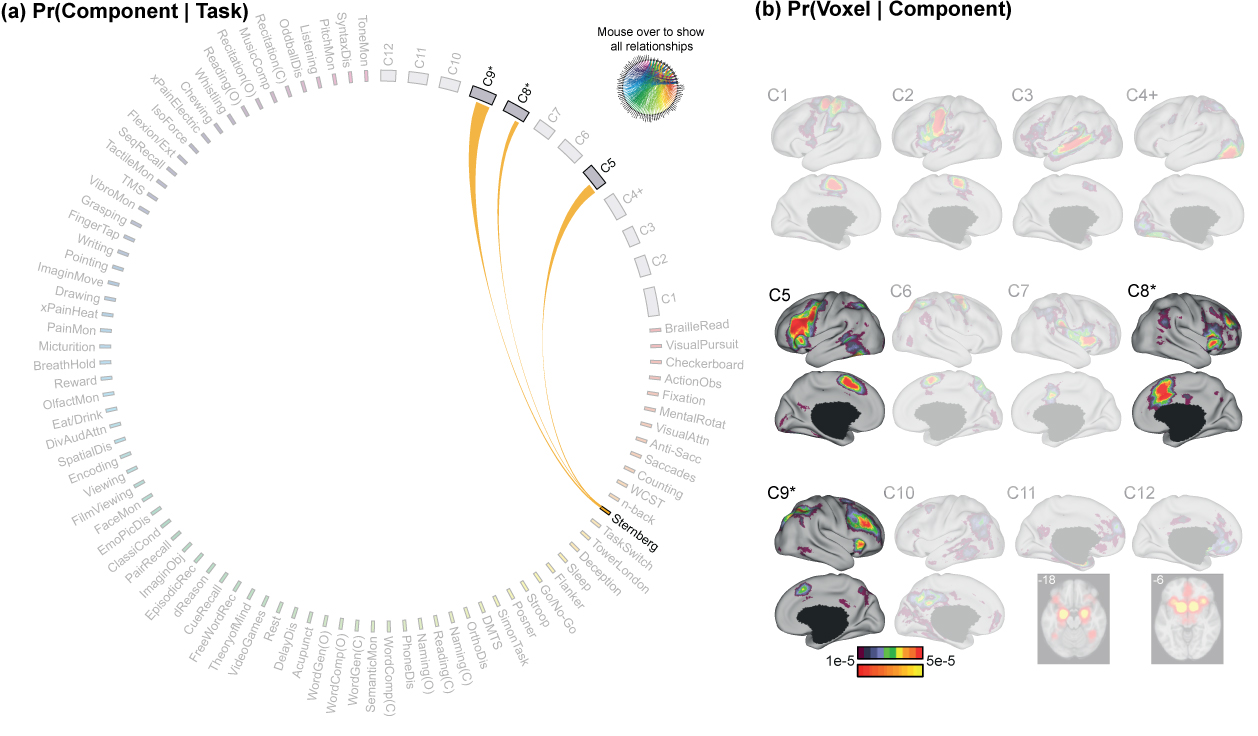 (a) Pr(Component | Task)
(b) Pr(Voxel | Component)
Mouse over to show
all relationships
C12
C11
C10
C9*
C8*
C7
C6
C5
C4+
C3
C2
C1
BrailleRead
VisualPursuit
Checkerboard
ActionObs
Fixation
MentalRotat
VisualAttn
Anti-Sacc
Saccades
Counting
WCST
n-back
Sternberg
TaskSwitch
TowerLondon
Deception
Sleep
Flanker
Go/No-Go
Stroop
Posner
SimonTask
DMTS
OrthoDis
Naming(C)
Reading(C)
Naming(O)
PhoneDis
WordComp(C)
SemanticMon
WordGen(C)
WordComp(O)
WordGen(O)
Acupunct
DelayDis
Rest
VideoGames
TheoryofMind
FreeWordRec
CueRecall
dReason
EpisodicRec
ImaginObj
PairRecall
ClassiCond
EmoPicDis
FaceMon
FilmViewing
Viewing
Encoding
SpatialDis
DivAudAttn
Eat/Drink
OlfactMon
Reward
BreathHold
Micturition
PainMon
xPainHeat
Drawing
ImaginMove
Pointing
Writing
FingerTap
Grasping
VibroMon
TMS
TactileMon
SeqRecall
Flexion/Ext
IsoForce
xPainElectric
Chewing
Whistling
Reading(O)
Recitation(O)
MusicComp
Recitation(C)
OddballDis
Listening
PitchMon
SyntaxDis
ToneMon
C1
C2
C3
C4+
C5
C6
C7
C8*
C9*
C10
C11
C12
-18
-6
1e-5
5e-5